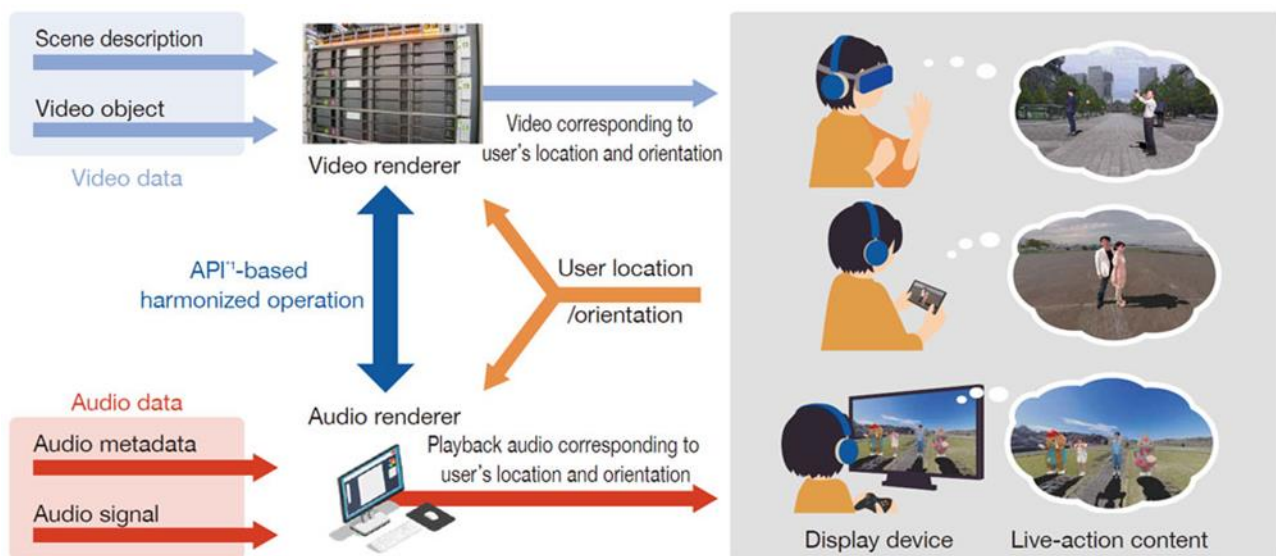 Scene description
Video object
Video data
Video renderer
Video corresponding to
user's location and orientation
API*1-based
harmonized operation
User location
/orientation
Audio data
Audio metadata
Audio signal
Audio renderer
Playback audio corresponding to
user's location and orientation
Display device
Live-action content